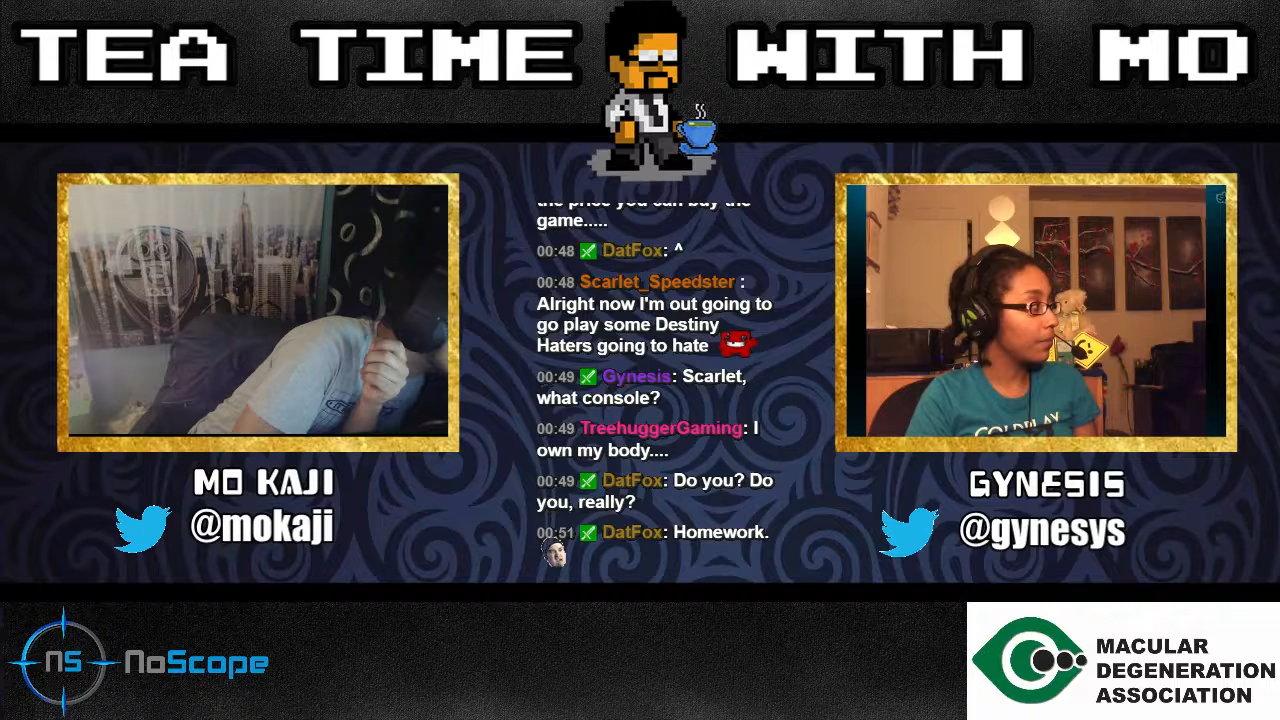 TEA TIME WITH MO
the price you can buy the
game.....
00:48 DatFox: ^
00:48 Scarlet_Speedster :
Alright now I'm out going to
go play some Destiny
Haters going to hate
00:49 Gynesis: Scarlet,
what console?
00:49 TreehuggerGaming: I
own my body....
00:49 DatFox: Do you? Do
you, really?
00:51 DatFox: Homework.
COLDPLAY
MO KAJI
@mokaji
GYNESIS
@gynesys
NS NoScope
MACULAR
DEGENERATION
ASSOCIATION